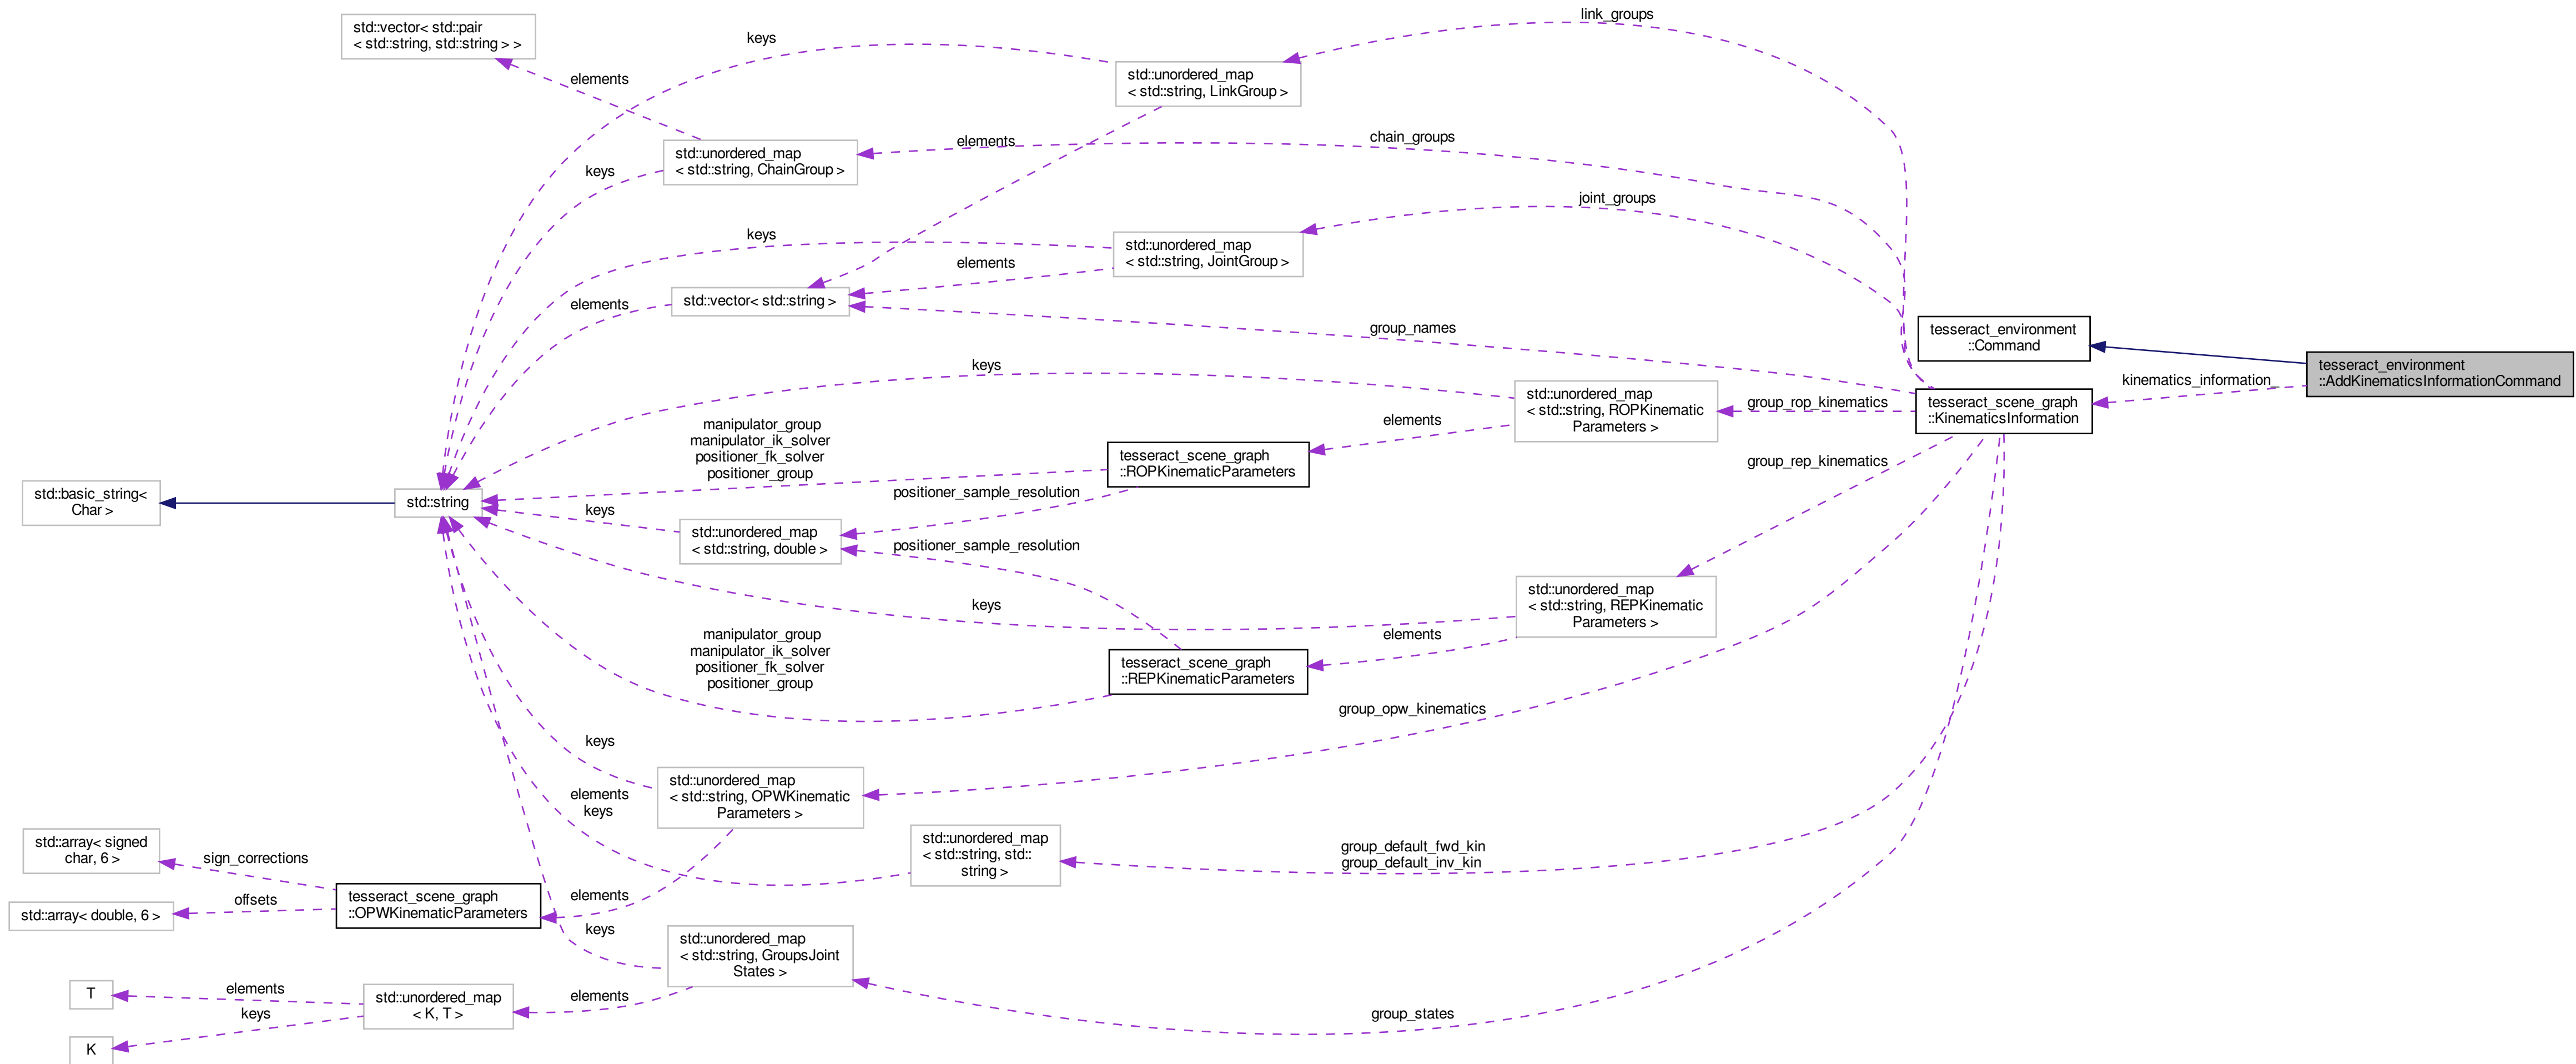 link_groups
std::vector< std::pair
< std::string, std::string > >
keys
elements
std::unordered_map
< std::string, LinkGroup >
chain_groups
elements
std::unordered_map
< std::string, ChainGroup >
keys
joint_groups
keys
std::unordered_map
< std::string, JointGroup >
elements
std::vector< std::string >
elements
group_names
tesseract_environment
::Command
tesseract_environment
::AddKinematicsInformationCommand
kinematics_information_
keys
std::unordered_map
< std::string, ROPKinematic
Parameters >
group_rop_kinematics
tesseract_scene_graph
::KinematicsInformation
elements
manipulator_group
manipulator_ik_solver
positioner_fk_solver
positioner_group
tesseract_scene_graph
::ROPKinematicParameters
group_rep_kinematics
std::basic_string<
Char >
std::string
positioner_sample_resolution
keys
std::unordered_map
< std::string, double >
positioner_sample_resolution
std::unordered_map
< std::string, REPKinematic
Parameters >
keys
elements
manipulator_group
manipulator_ik_solver
positioner_fk_solver
positioner_group
tesseract_scene_graph
::REPKinematicParameters
group_opw_kinematics
keys
std::unordered_map
< std::string, OPWKinematic
Parameters >
elements
keys
std::array< signed
char, 6 >
sign_corrections
std::unordered_map
< std::string, std::
string >
group_default_fwd_kin
group_default_inv_kin
tesseract_scene_graph
::OPWKinematicParameters
elements
offsets
std::array< double, 6 >
keys
std::unordered_map
< std::string, GroupsJoint
States >
T
elements
std::unordered_map
< K, T >
elements
keys
group_states
K